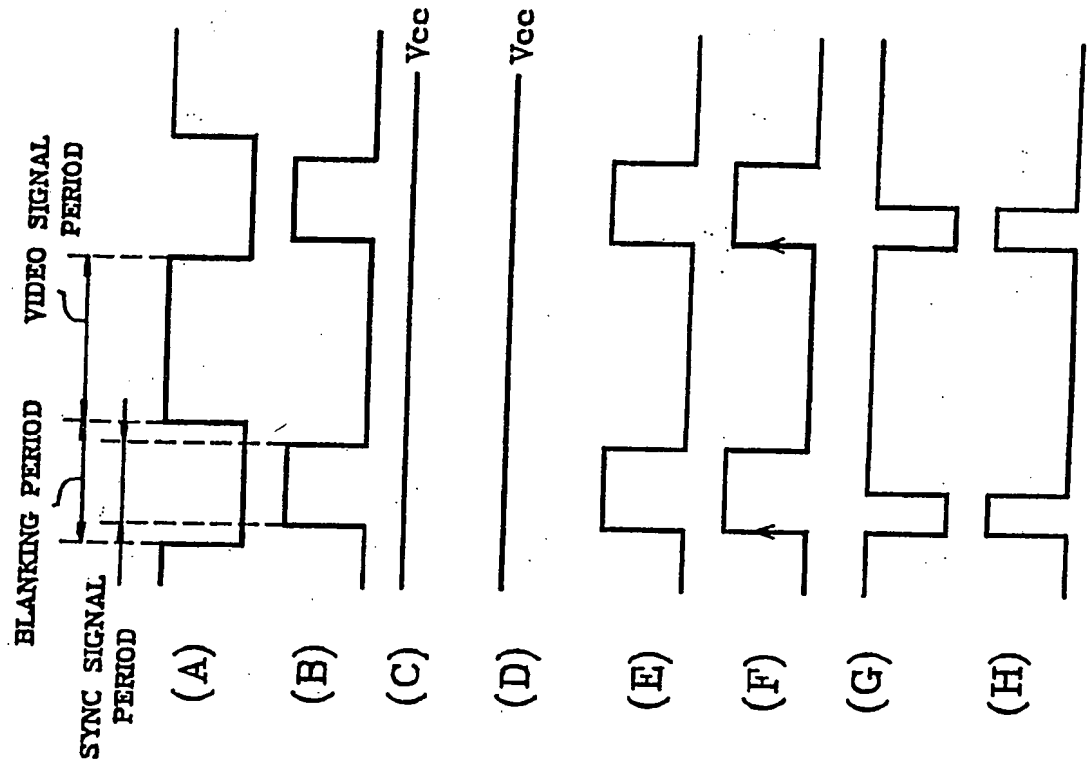 BLANKING PERIOD
VIDEO SIGNAL
PERIOD
SYNC SIGNAL
PERIOD
(A)
(B)
(C)
Vcc
(D)
Vcc
(E)
(F)
(G)
(H)